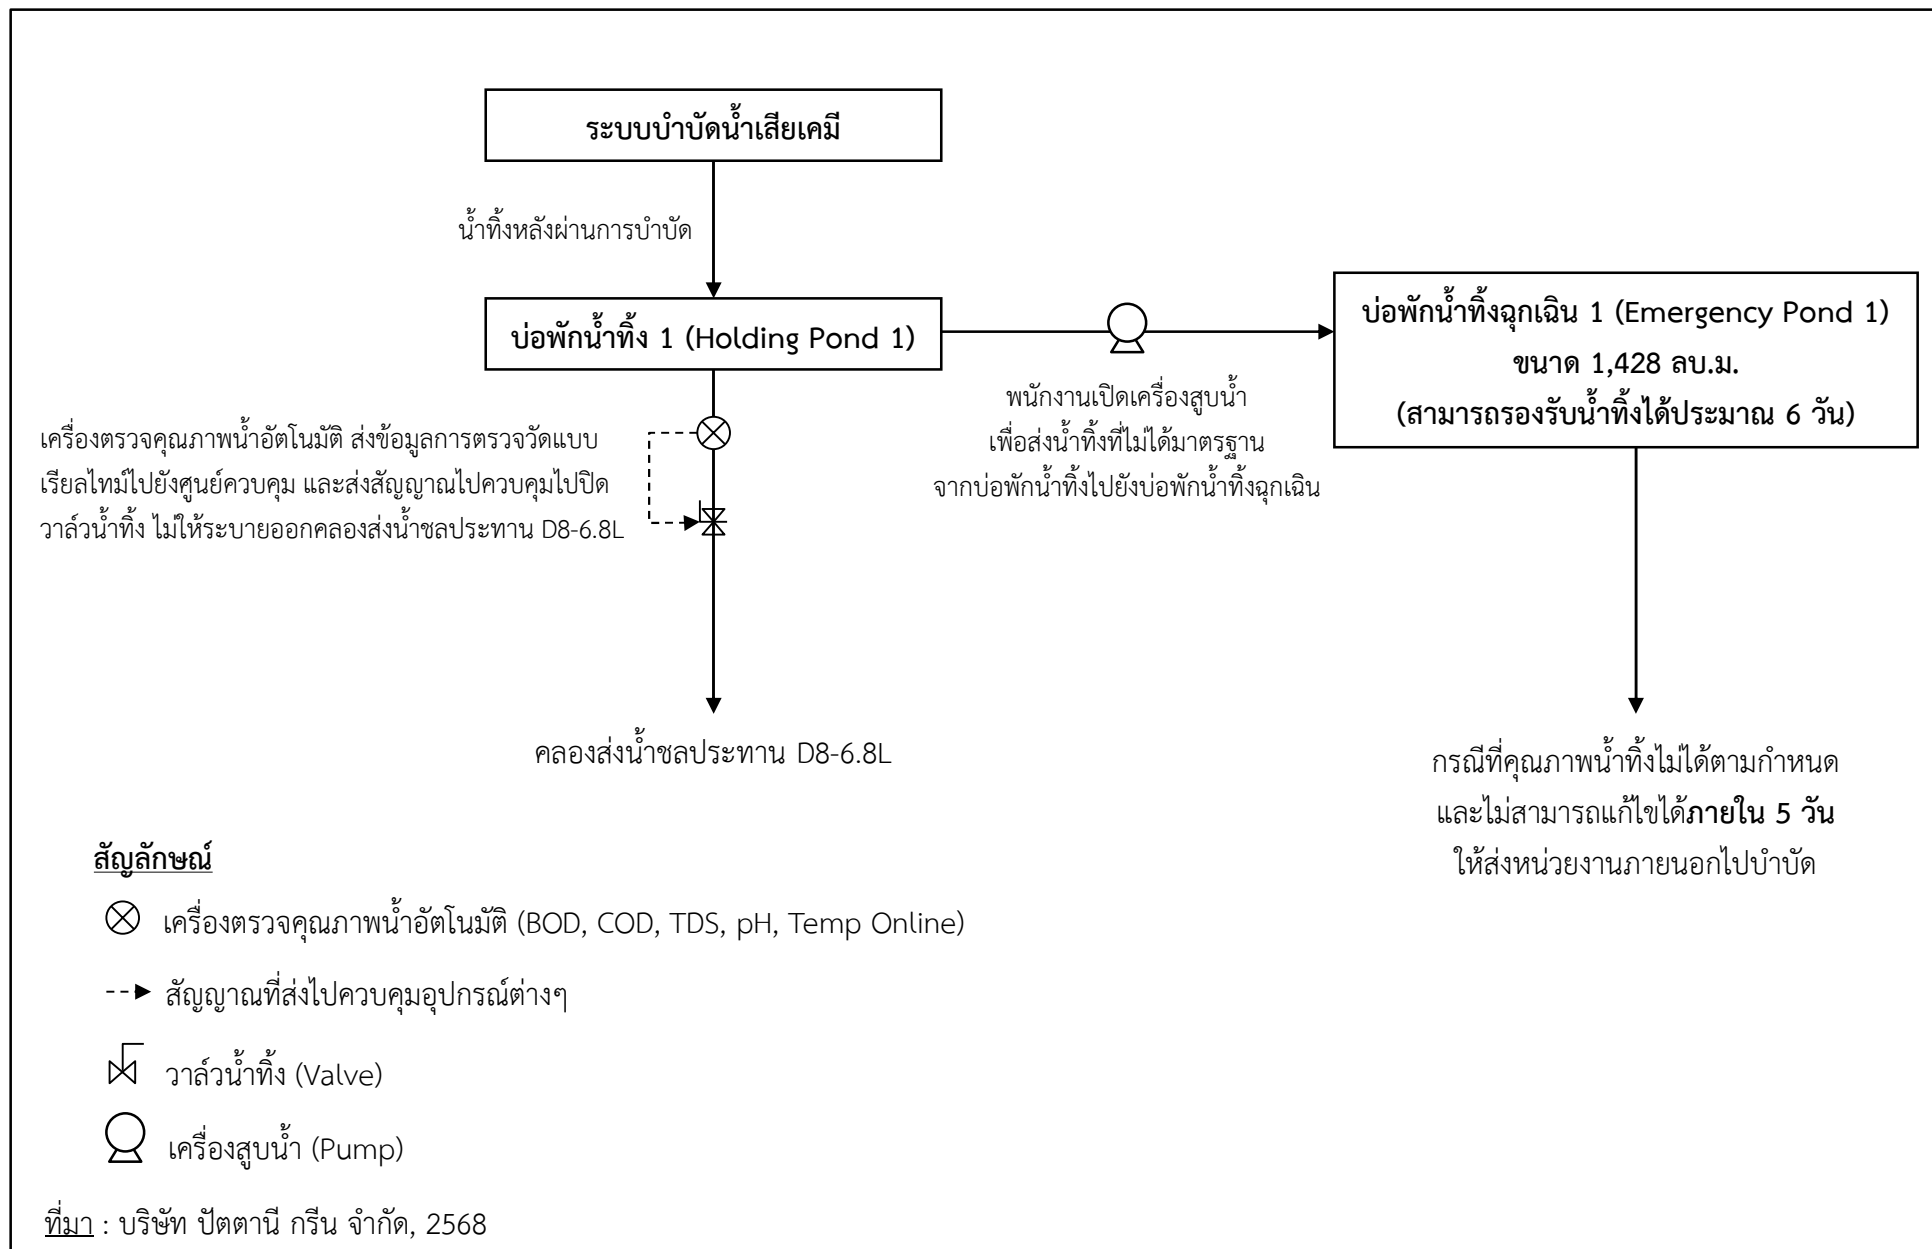 ระบบบำบัดน้ำเสียเคมี
น้ำทิ้งหลังผ่านการบำบัด
บ่อพักน้ำทิ้ง 1 (Holding Pond 1)
บ่อพักน้ำทิ้งฉุกเฉิน 1 (Emergency Pond 1)
ขนาด 1,428 ลบ.ม.
(สามารถรองรับน้ำทิ้งได้ประมาณ 6 วัน)
พนักงานเปิดเครื่องสูบน้ำ
เพื่อส่งน้ำทิ้งที่ไม่ได้มาตรฐาน
จากบ่อพักน้ำทิ้งไปยังบ่อพักน้ำทิ้งฉุกเฉิน
เครื่องตรวจคุณภาพน้ำอัตโนมัติ ส่งข้อมูลการตรวจวัดแบบ
เรียลไทม์ไปยังศูนย์ควบคุม และส่งสัญญาณไปควบคุมไปปิด
วาล์วน้ำทิ้ง ไม่ให้ระบายออกคลองส่งน้ำชลประทาน D8-6.8L
คลองส่งน้ำชลประทาน D8-6.8L
กรณีที่คุณภาพน้ำทิ้งไม่ได้ตามกำหนด
และไม่สามารถแก้ไขได้ภายใน 5 วัน
ให้ส่งหน่วยงานภายนอกไปบำบัด
สัญลักษณ์
เครื่องตรวจคุณภาพน้ำอัตโนมัติ (BOD, COD, TDS, pH, Temp Online)
สัญญาณที่ส่งไปควบคุมอุปกรณ์ต่างๆ
วาล์วน้ำทิ้ง (Valve)
เครื่องสูบน้ำ (Pump)
ที่มา : บริษัท ปัตตานี กรีน จำกัด, 2568